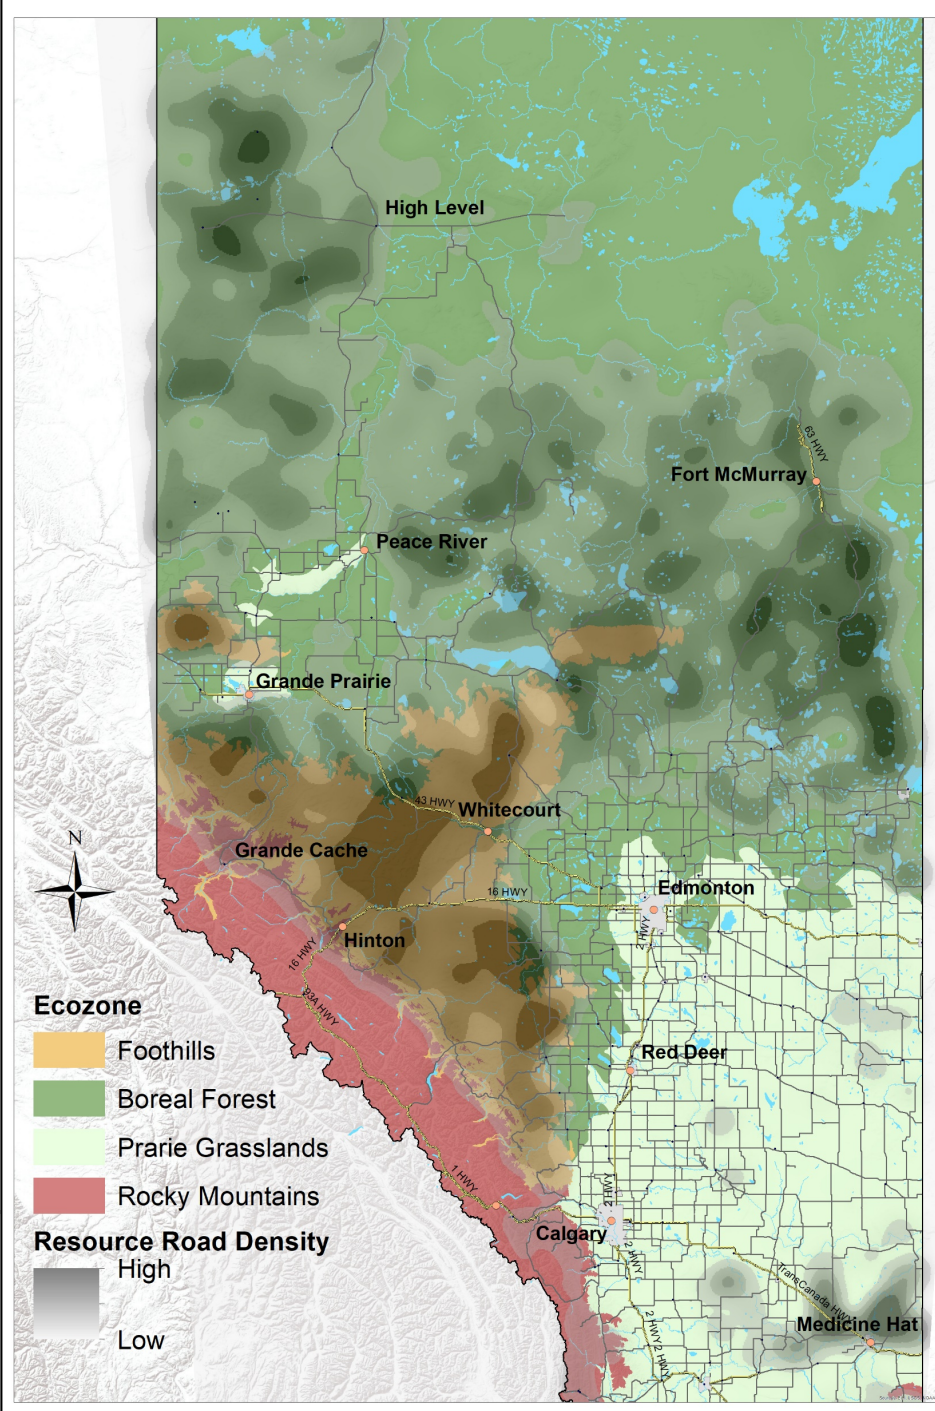 High Level
63 HWY
Fort McMurray
Peace River
Grande Prairie
43 HWY
Whitecourt
N
Grande Cache
16 HWY
Edmonton
2 HWY
Hinton
16 HWY
93A HWY
Ecozone
Foothills
Boreal Forest
Prarie Grasslands
Rocky Mountains
Resource Road Density
High
Low
Red Deer
1 HWY
2 HWY
Calgary
2 HWY
TransCanada HWY
Medicine Hat
2 HWY
2 HWY